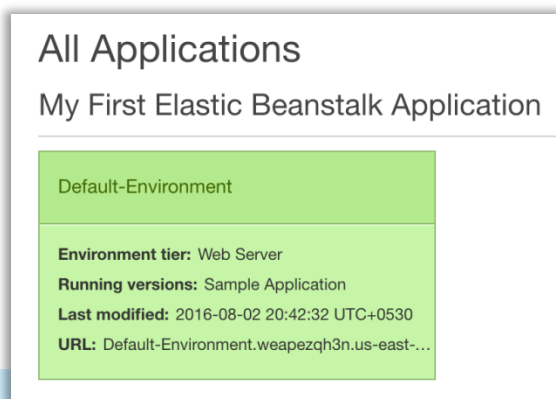 All Applications
My First Elastic Beanstalk Application
Default-Environment
Environment tier: Web Server
Running versions: Sample Application
Last modified: 2016-08-02 20:42:32 UTC+0530
URL: Default-Environment.weapezqh3n.us-east-...